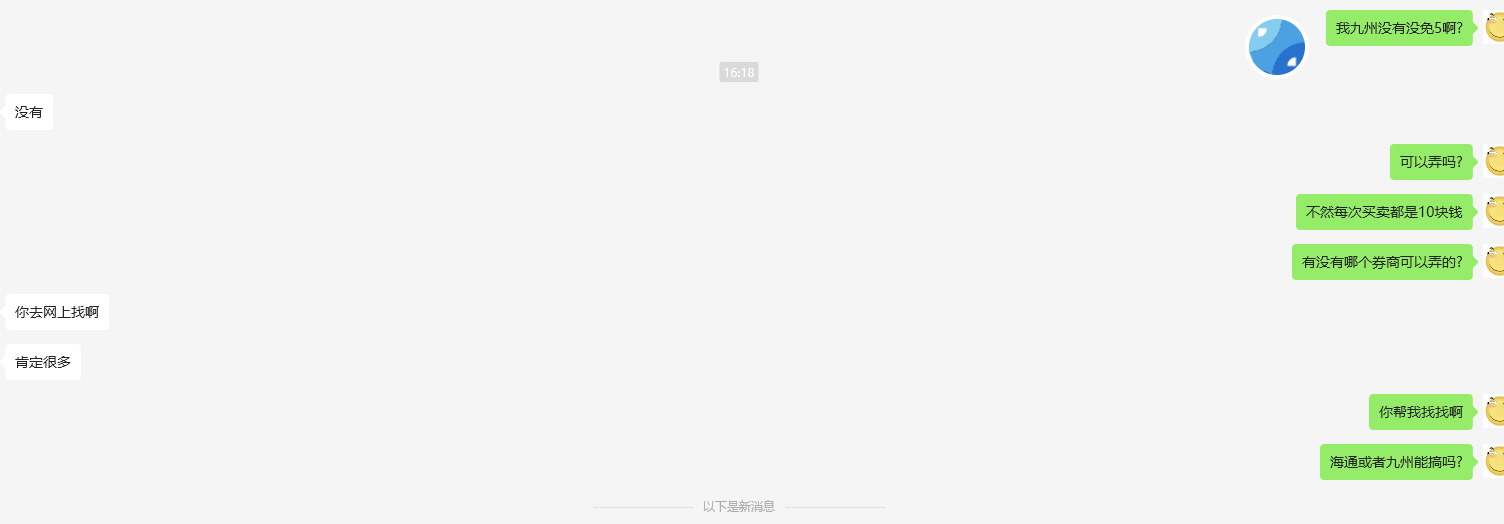 我九州没有没免5啊?
16:18
没有
可以弄吗?
不然每次买卖都是10块钱
有没有哪个券商可以弄的?
你去网上找啊
肯定很多
你帮我找找啊
海通或者九州能搞吗?
以下是新消息